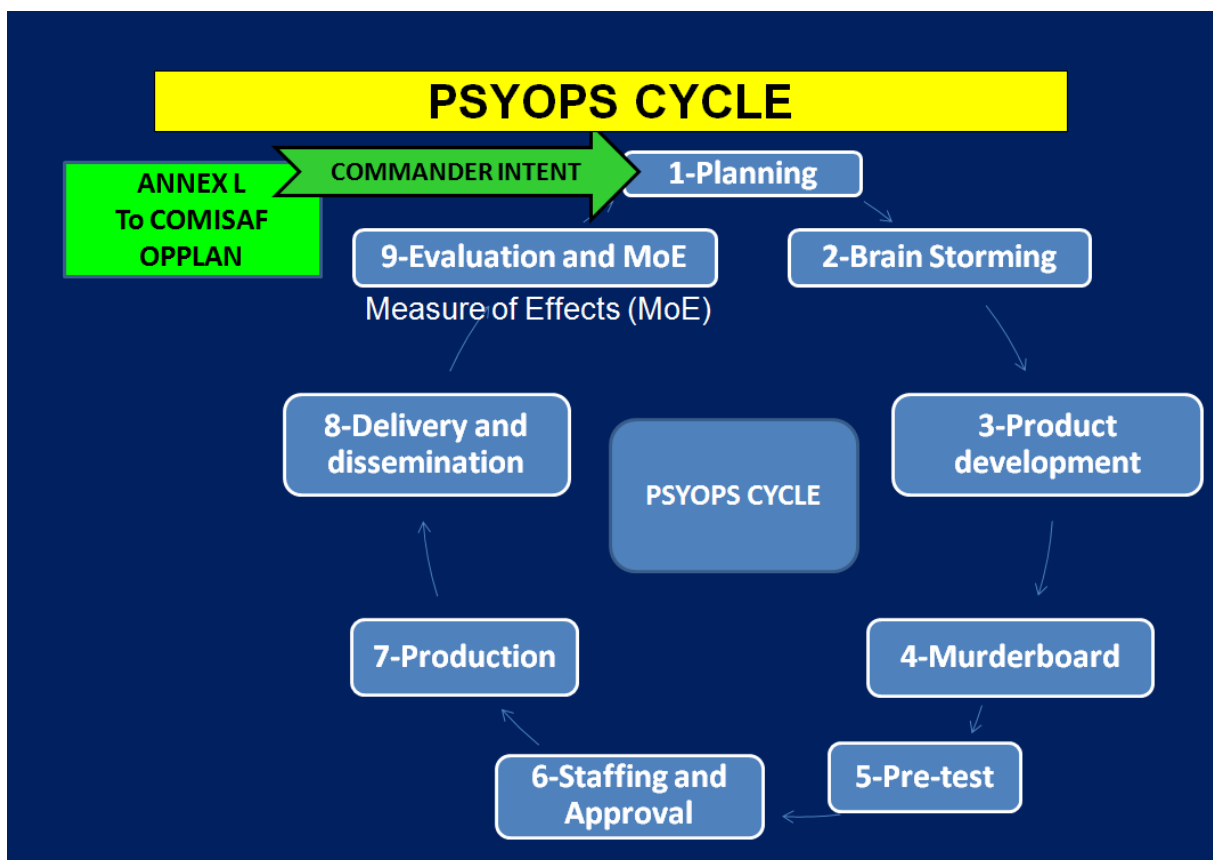 PSYOPS CYCLE
ANNEX L
To COMISAF
OPPLAN
COMMANDER INTENT
1-Planning
2-Brain Storming
3-Product
development
4-Murderboard
5-Pre-test
6-Staffing and
Approval
7-Production
8-Delivery and
dissemination
9-Evaluation and MoE
Measure of Effects (MoE)
PSYOPS CYCLE